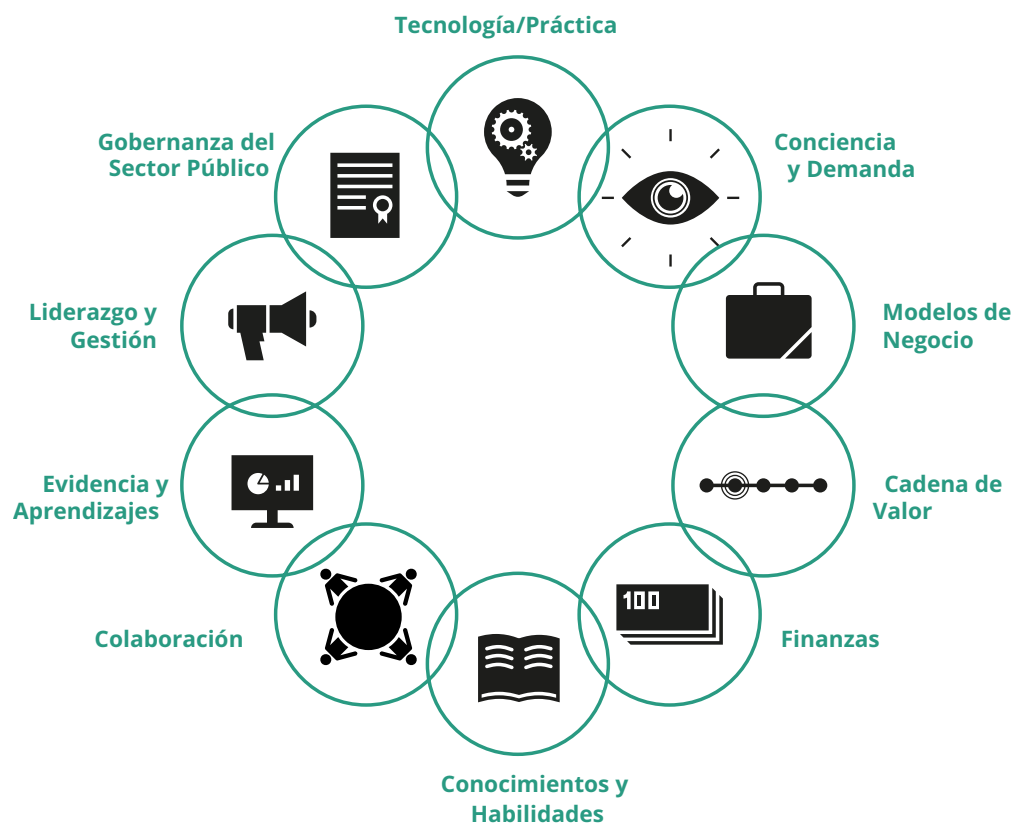 Tecnología/Práctica
Conciencia
y Demanda
Modelos de
Negocio
Cadena de
Valor
100
Finanzas
Conocimientos y
Habilidades
Colaboración
Evidencia y
Aprendizajes
Liderazgo y
Gestión
Gobernanza del
Sector Público